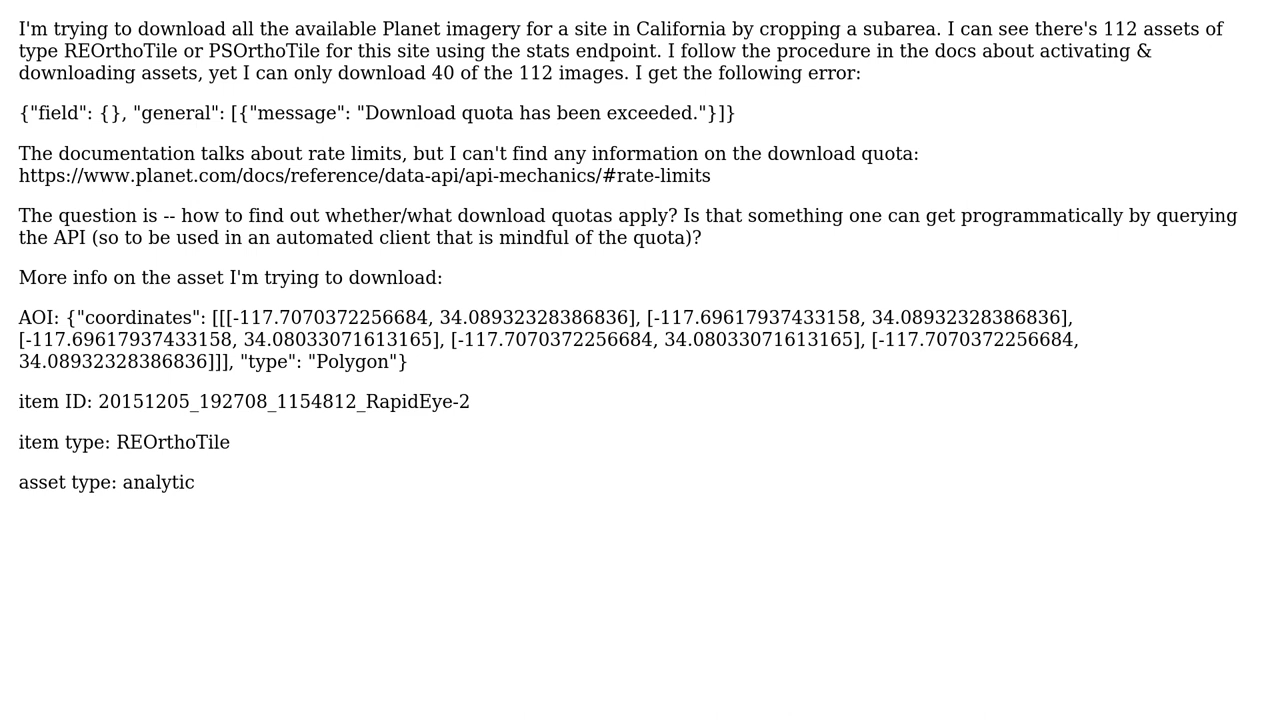 I'm trying to download all the available Planet imagery for a site in California by cropping a subarea. I can see there's 112 assets of
type REOrthoTile or PSOrthoTile for this site using the stats endpoint. I follow the procedure in the docs about activating &
downloading assets, yet I can only download 40 of the 112 images. I get the following error:
{"field": {}, "general": [{"message": "Download quota has been exceeded."}]}
The documentation talks about rate limits, but I can't find any information on the download quota:
https://www.planet.com/docs/reference/data-api/api-mechanics/#rate-limits
The question is -- how to find out whether/what download quotas apply? Is that something one can get programmatically by querying
the API (so to be used in an automated client that is mindful of the quota)?
More info on the asset I'm trying to download:
AOI: {"coordinates": [[[-117.7070372256684, 34.08932328386836], [-117.69617937433158, 34.08932328386836],
[-117.69617937433158, 34.08033071613165], [-117.7070372256684, 34.08033071613165], [-117.7070372256684,
34.08932328386836]]], "type": "Polygon"}
item ID: 20151205_192708_1154812_RapidEye-2
item type: REOrthoTile
asset type: analytic